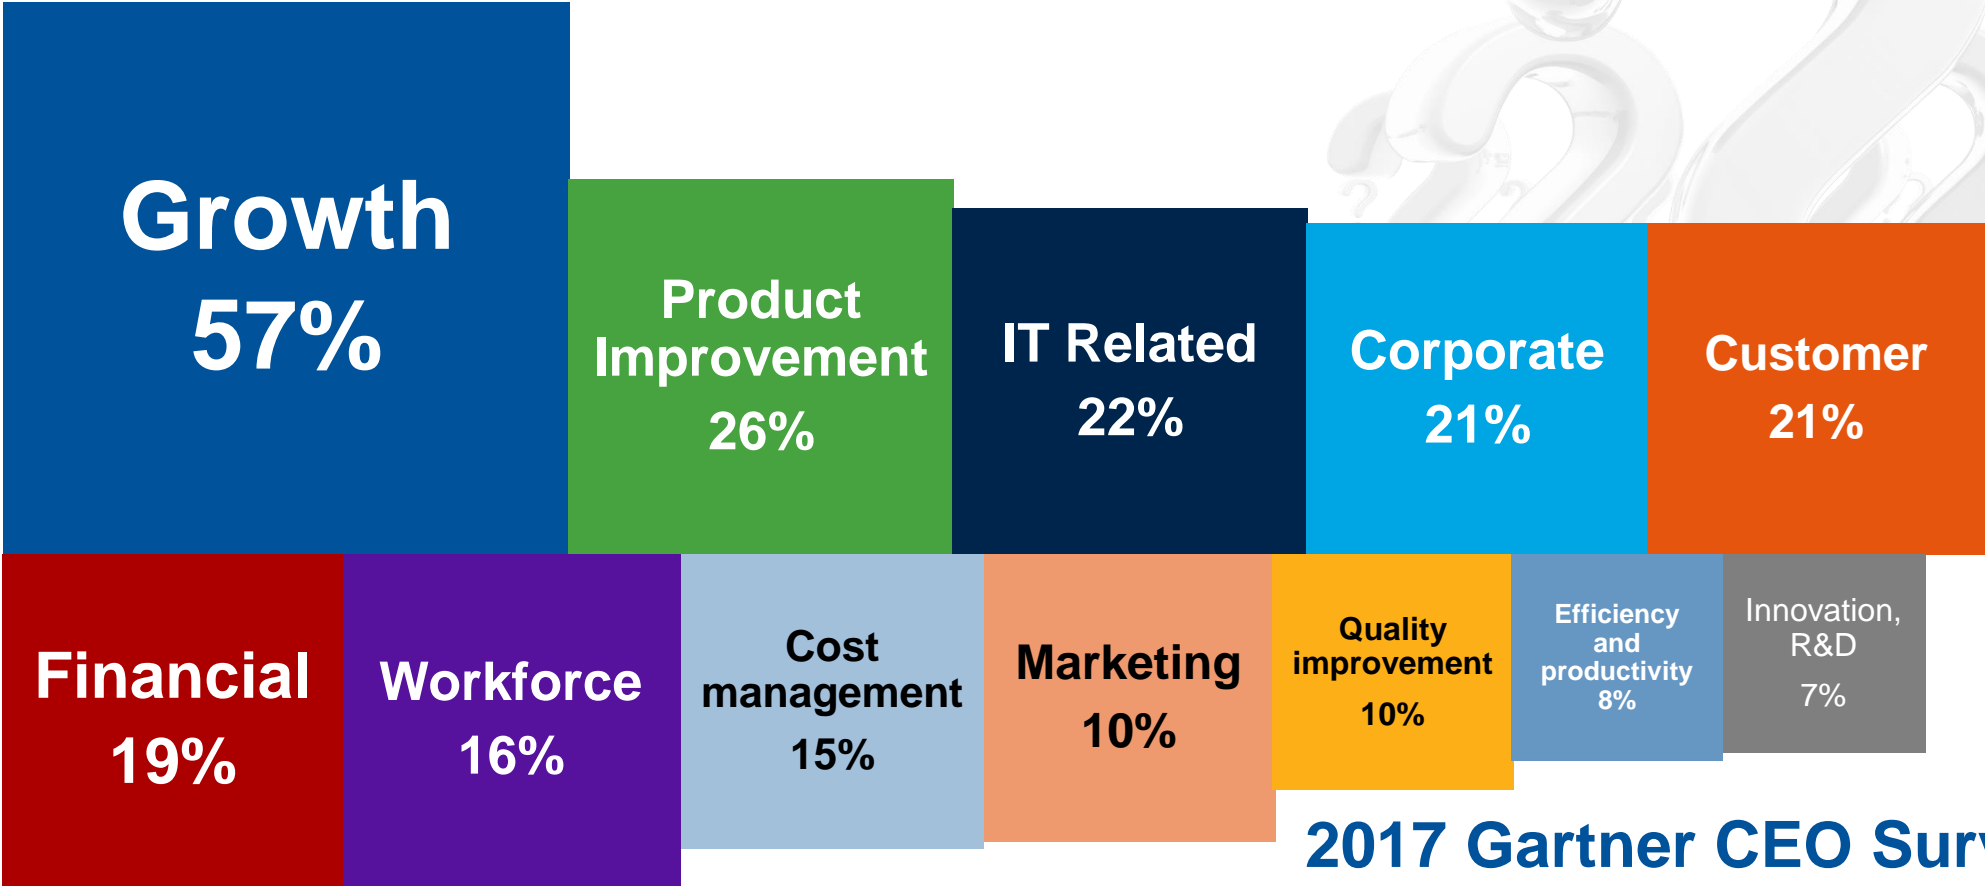 Growth
57%
Product
Improvement
26%
IT Related
22%
Corporate
21%
Customer
21%
Financial
19%
Workforce
16%
Cost
management
15%
Marketing
10%
Quality
improvement
10%
Efficiency
and
productivity
8%
Innovation,
R&D
7%
2017 Gartner CEO